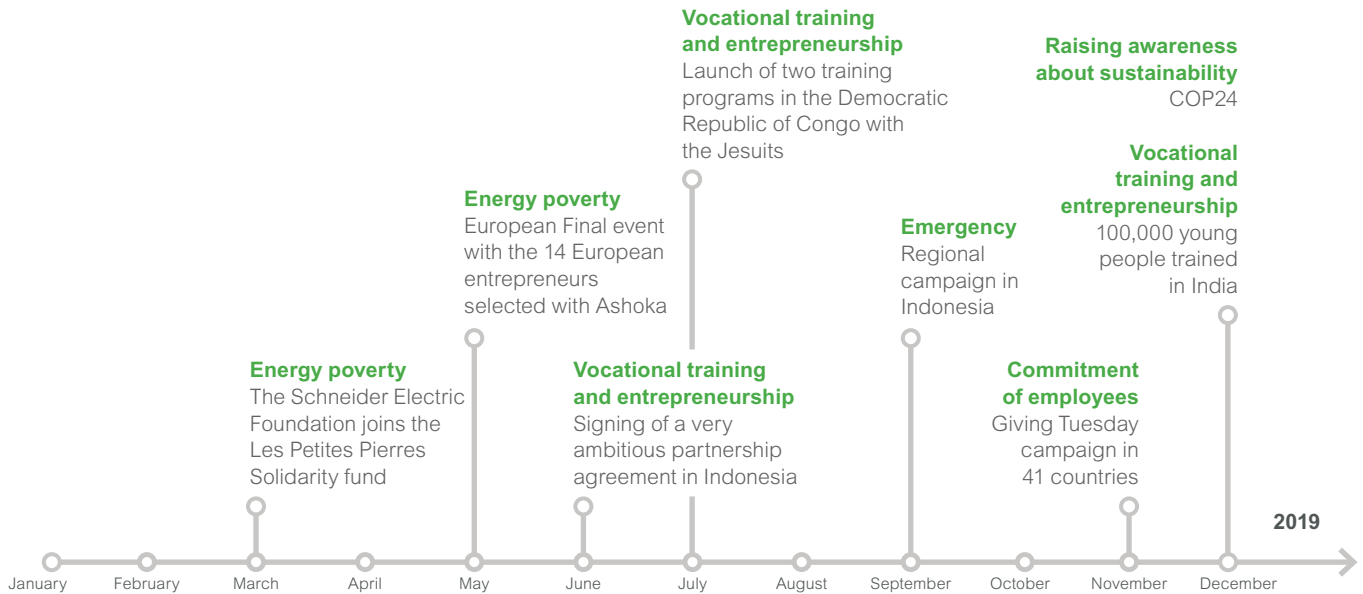 Vocational training
and entrepreneurship
Launch of two training
programs in the Democratic
Republic of Congo with
the Jesuits
Raising awareness
about sustainability
COP24
Vocational
training and
entrepreneurship
100,000 young
people trained
in India
Energy poverty
European Final event
with the 14 European
entrepreneurs
selected with Ashoka
Emergency
Regional
campaign in
Indonesia
Energy poverty
The Schneider Electric
Foundation joins the
Les Petites Pierres
Solidarity fund
Vocational training
and entrepreneurship
Signing of a very
ambitious partnership
agreement in Indonesia
Commitment
of employees
Giving Tuesday
campaign in
41 countries
2019
January
February
March
April
May
June
July
August
September
October
November
December